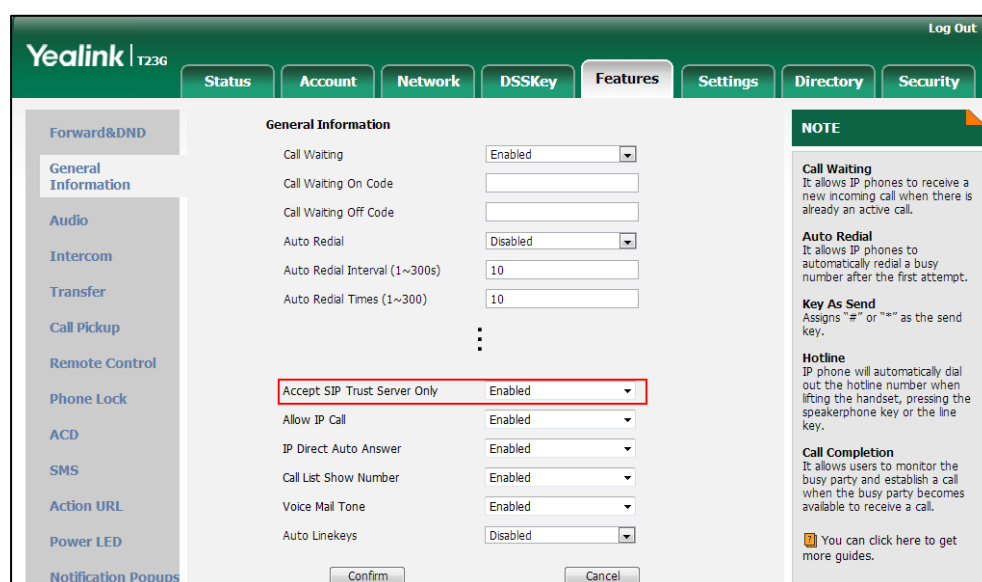 Log Out
Yealink T23G
Status Account Network DSSKey Features Settings Directory Security
Forward&DND
General
Information
Audio
Intercom
Transfer
Call Pickup
Remote Control
Phone Lock
ACD
SMS
Action URL
Power LED
Notification Popups
General Information
Call Waiting Enabled
Call Waiting On Code
Call Waiting Off Code
Auto Redial Disabled
Auto Redial Interval (1~300s) 10
Auto Redial Times (1~300) 10
Accept SIP Trust Server Only Enabled
Allow IP Call Enabled
IP Direct Auto Answer Enabled
Call List Show Number Enabled
Voice Mail Tone Enabled
Auto Linekeys Disabled
Confirm Cancel
NOTE
Call Waiting
It allows IP phones to receive a
new incoming call when there is
already an active call.
Auto Redial
It allows IP phones to
automatically redial a busy
number after the first attempt.
Key As Send
Assigns "#" or "*" as the send
key.
Hotline
IP phone will automatically dial
out the hotline number when
lifting the handset, pressing the
speakerphone key or the line
key.
Call Completion
It allows users to monitor the
busy party and establish a call
when the busy party becomes
available to receive a call.
You can click here to get
more guides.